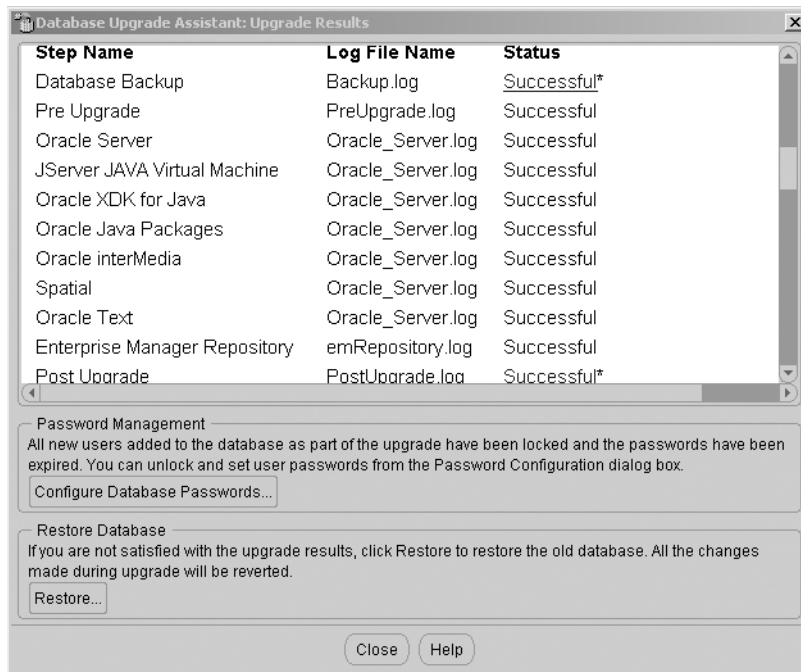 Database Upgrade Assistant: Upgrade Results
Step Name Log File Name Status
Database Backup Backup.log Successful*
Pre Upgrade PreUpgrade.log Successful
Oracle Server Oracle_Server.log Successful
JServer JAVA Virtual Machine Oracle_Server.log Successful
Oracle XDK for Java Oracle_Server.log Successful
Oracle Java Packages Oracle_Server.log Successful
Oracle interMedia Oracle_Server.log Successful
Spatial Oracle_Server.log Successful
Oracle Text Oracle_Server.log Successful
Enterprise Manager Repository emRepository.log Successful
Post Upgrade PostUpgrade.log Successful*
Password Management
All new users added to the database as part of the upgrade have been locked and the passwords have been
expired. You can unlock and set user passwords from the Password Configuration dialog box.
Configure Database Passwords...
Restore Database
If you are not satisfied with the upgrade results, click Restore to restore the old database. All the changes
made during upgrade will be reverted.
Restore...
Close Help